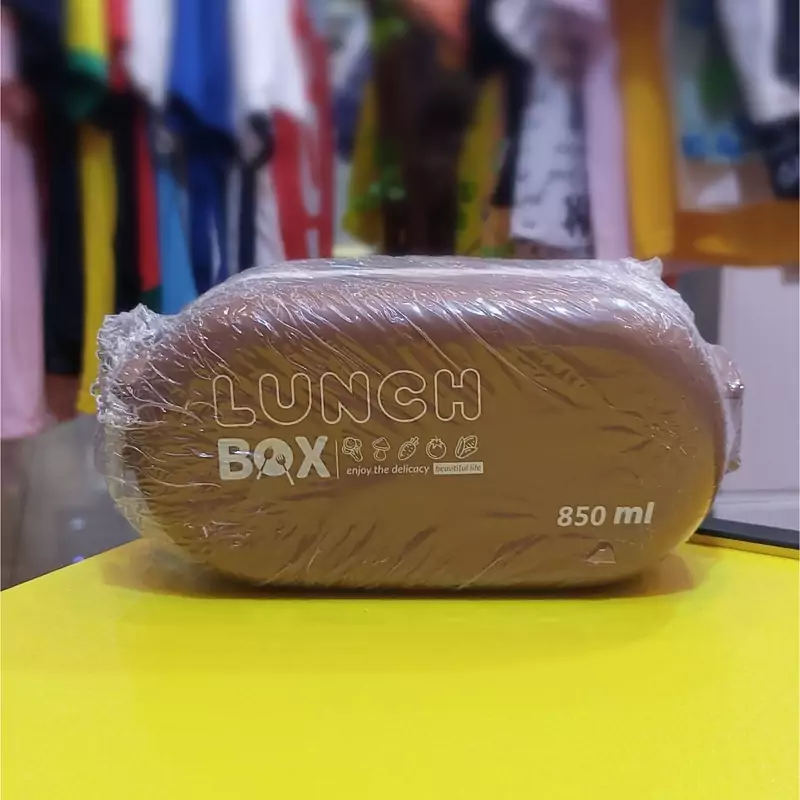 LUNCH
BOX
enjoy the delicacy beautiful life
850 ml